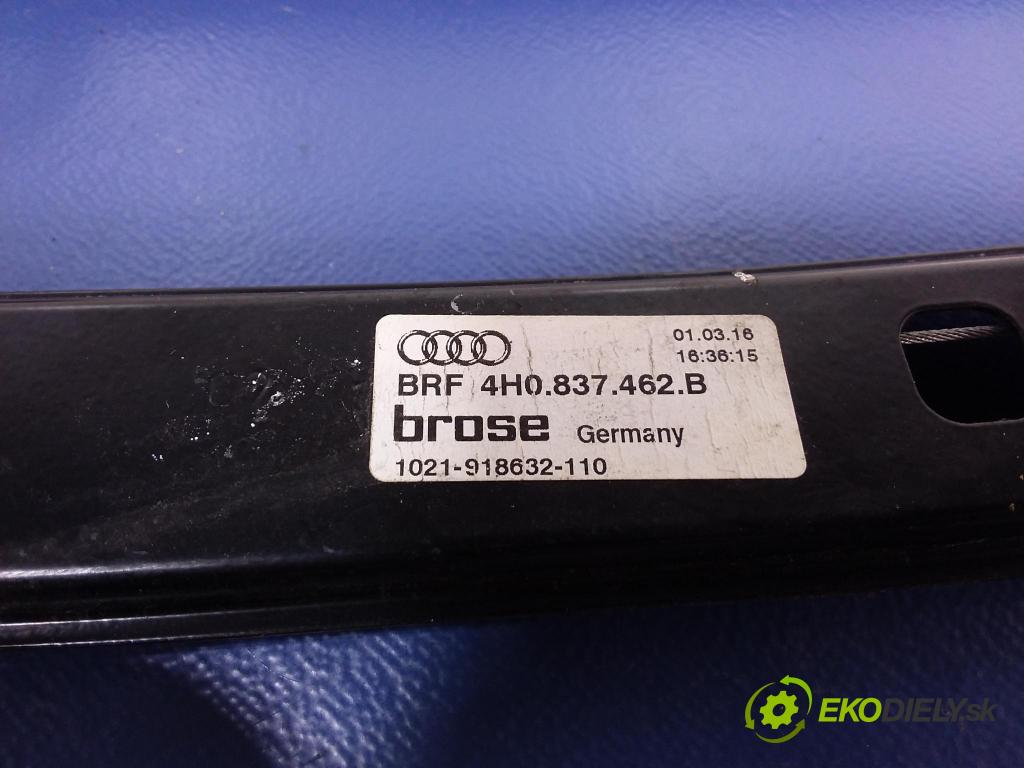 01.03.16
16:36:15
BRF 4H0.837.462.B
brose Germany
1021-918632-110
EKODIELY.sk